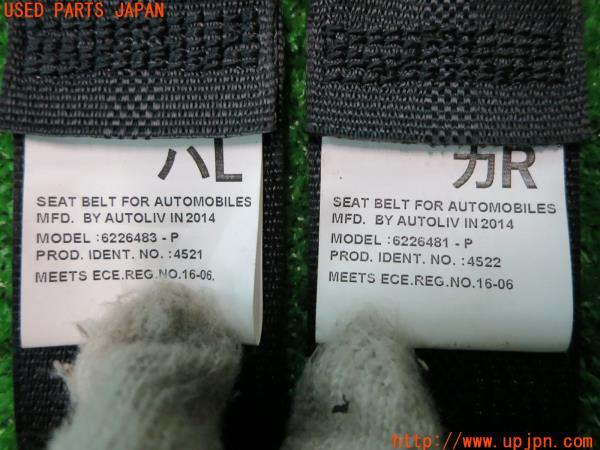 USED PARTS JAPAN
ハL
SEAT BELT FOR AUTOMOBILES
MFD. BY AUTOLIV IN 2014
MODEL :6226483 - P
PROD. IDENT. NO. :4521
MEETS ECE.REG.NO.16-06.
カR
SEAT BELT FOR AUTOMOBILES
MFD. BY AUTOLIV IN 2014
MODEL :6226481 - P
PROD. IDENT. NO. :4522
MEETS ECE.REG.NO.16-06
http://www.upjpn.com/